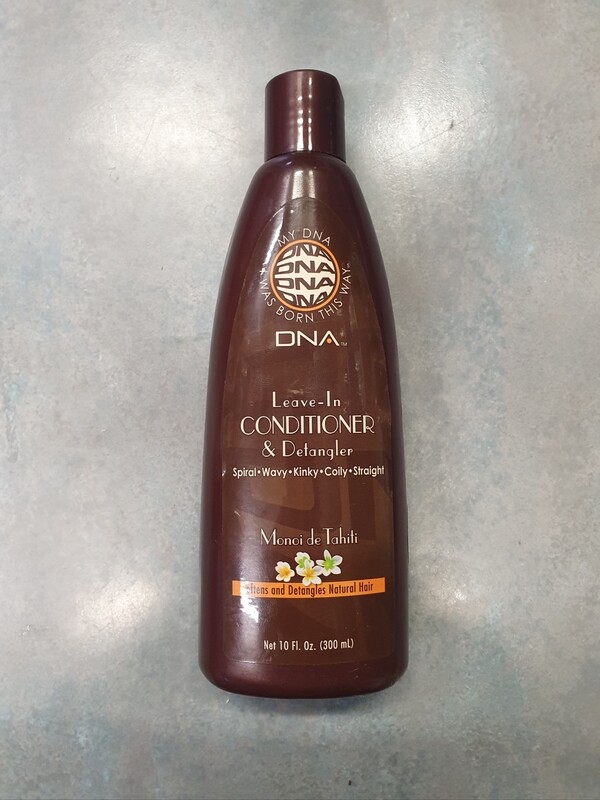 MY DNA
DNA
DNA
DNA
DNA
I WAS BORN THIS WAY
DNA™
Leave-In
CONDITIONER
& Detangler
Spiral•Wavy•Kinky•Coily•Straight
Monoi de Tahiti
and Detangles Natural Hair
Net 10 Fl. Oz. (300 mL)